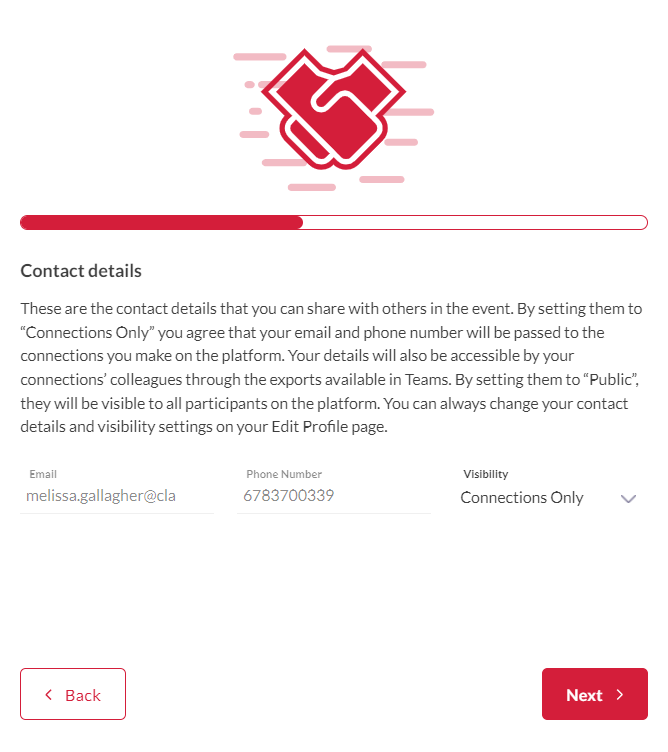 Contact details
These are the contact details that you can share with others in the event. By setting them to
“Connections Only” you agree that your email and phone number will be passed to the
connections you make on the platform. Your details will also be accessible by your
connections’ colleagues through the exports available in Teams. By setting them to “Public”,
they will be visible to all participants on the platform. You can always change your contact
details and visibility settings on your Edit Profile page.
Email Phone Number Visibility
melissa.gallagher@cla 6783700339 Connections Only
Back Next